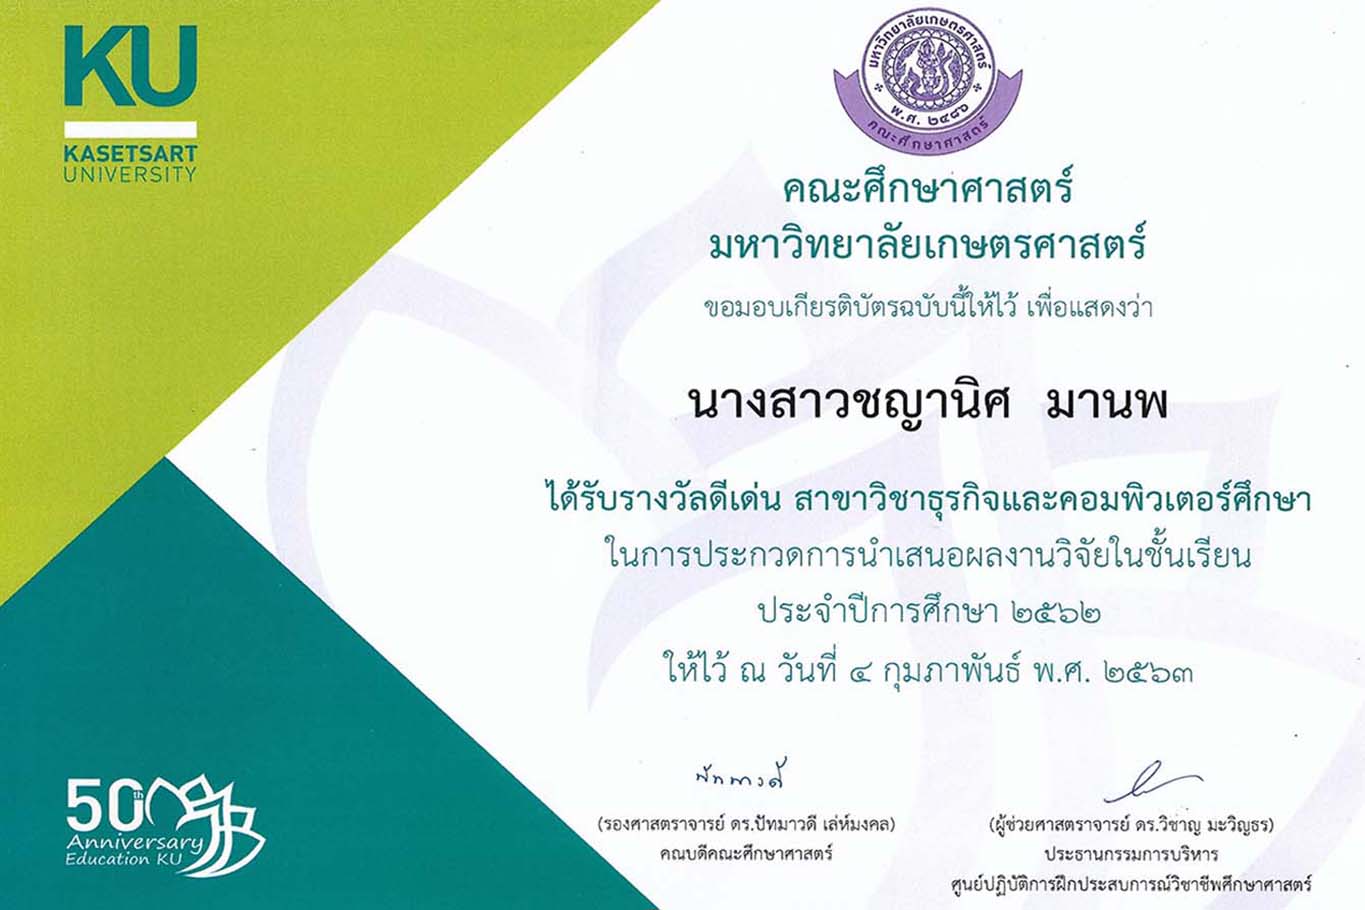 KU
KASETSART
UNIVERSITY
มหาวิทยาลัยเกษตรศาสตร์
พ.ศ. ๒๔๘๖
คณะศึกษาศาสตร์
คณะศึกษาศาสตร์
มหาวิทยาลัยเกษตรศาสตร์
ขอมอบเกียรติบัตรฉบับนี้ให้ไว้ เพื่อแสดงว่า
นางสาวชญานิศ มานพ
ได้รับรางวัลดีเด่น สาขาวิชาธุรกิจและคอมพิวเตอร์ศึกษา
ในการประกวดการนำเสนอผลงานวิจัยในชั้นเรียน
ประจำปีการศึกษา ๒๕๖๒
ให้ไว้ ณ วันที่ ๔ กุมภาพันธ์ พ.ศ. ๒๕๖๓
(รองศาสตราจารย์ ดร.ปัทมาวดี เล่ห์มงคล)
คณบดีคณะศึกษาศาสตร์
(ผู้ช่วยศาสตราจารย์ ดร.วิชาญ มะวิญธร)
ประธานกรรมการบริหาร
ศูนย์ปฏิบัติการฝึกประสบการณ์วิชาชีพศึกษาศาสตร์
50th
Anniversary
Education KU